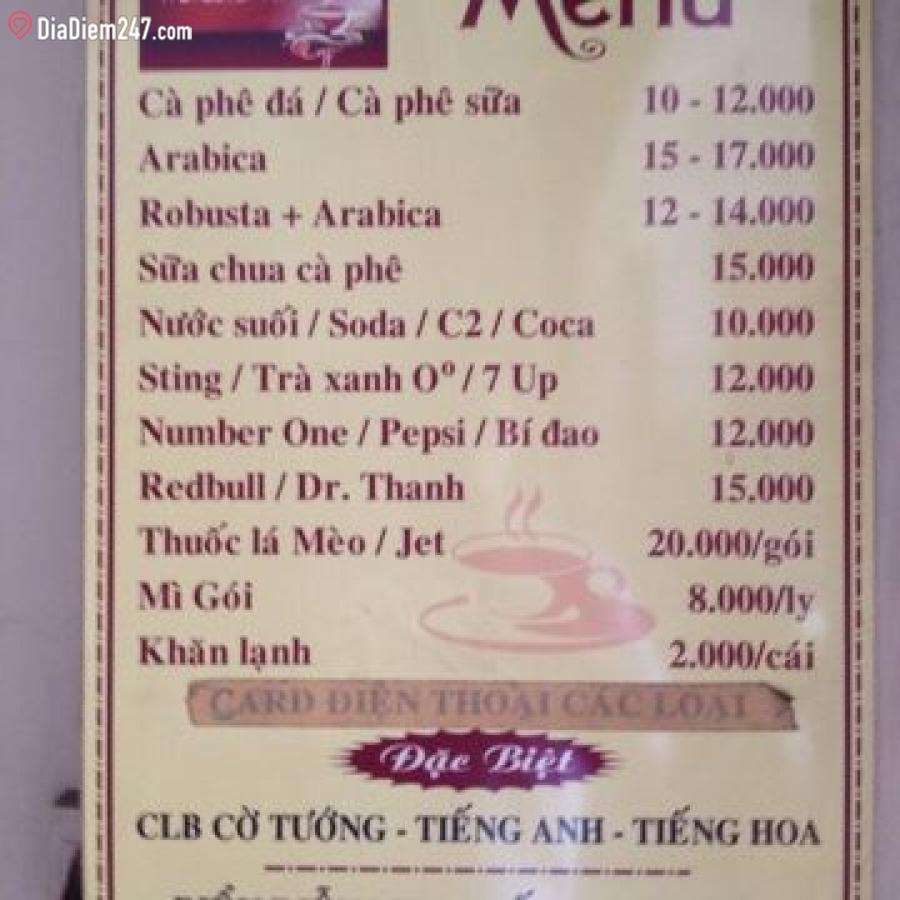 DiaDiem247.com
Menu
Cà phê đá / Cà phê sữa 10 - 12.000
Arabica 15 - 17.000
Robusta + Arabica 12 - 14.000
Sữa chua cà phê 15.000
Nước suối / Soda / C2 / Coca 10.000
Sting / Trà xanh Oº / 7 Up 12.000
Number One / Pepsi / Bí đao 12.000
Redbull / Dr. Thanh 15.000
Thuốc lá Mèo / Jet 20.000/gói
Mì Gói 8.000/ly
Khăn lạnh 2.000/cái
CARD ĐIỆN THOẠI CÁC LOẠI
Đặc Biệt
CLB CỜ TƯỚNG - TIẾNG ANH - TIẾNG HOA